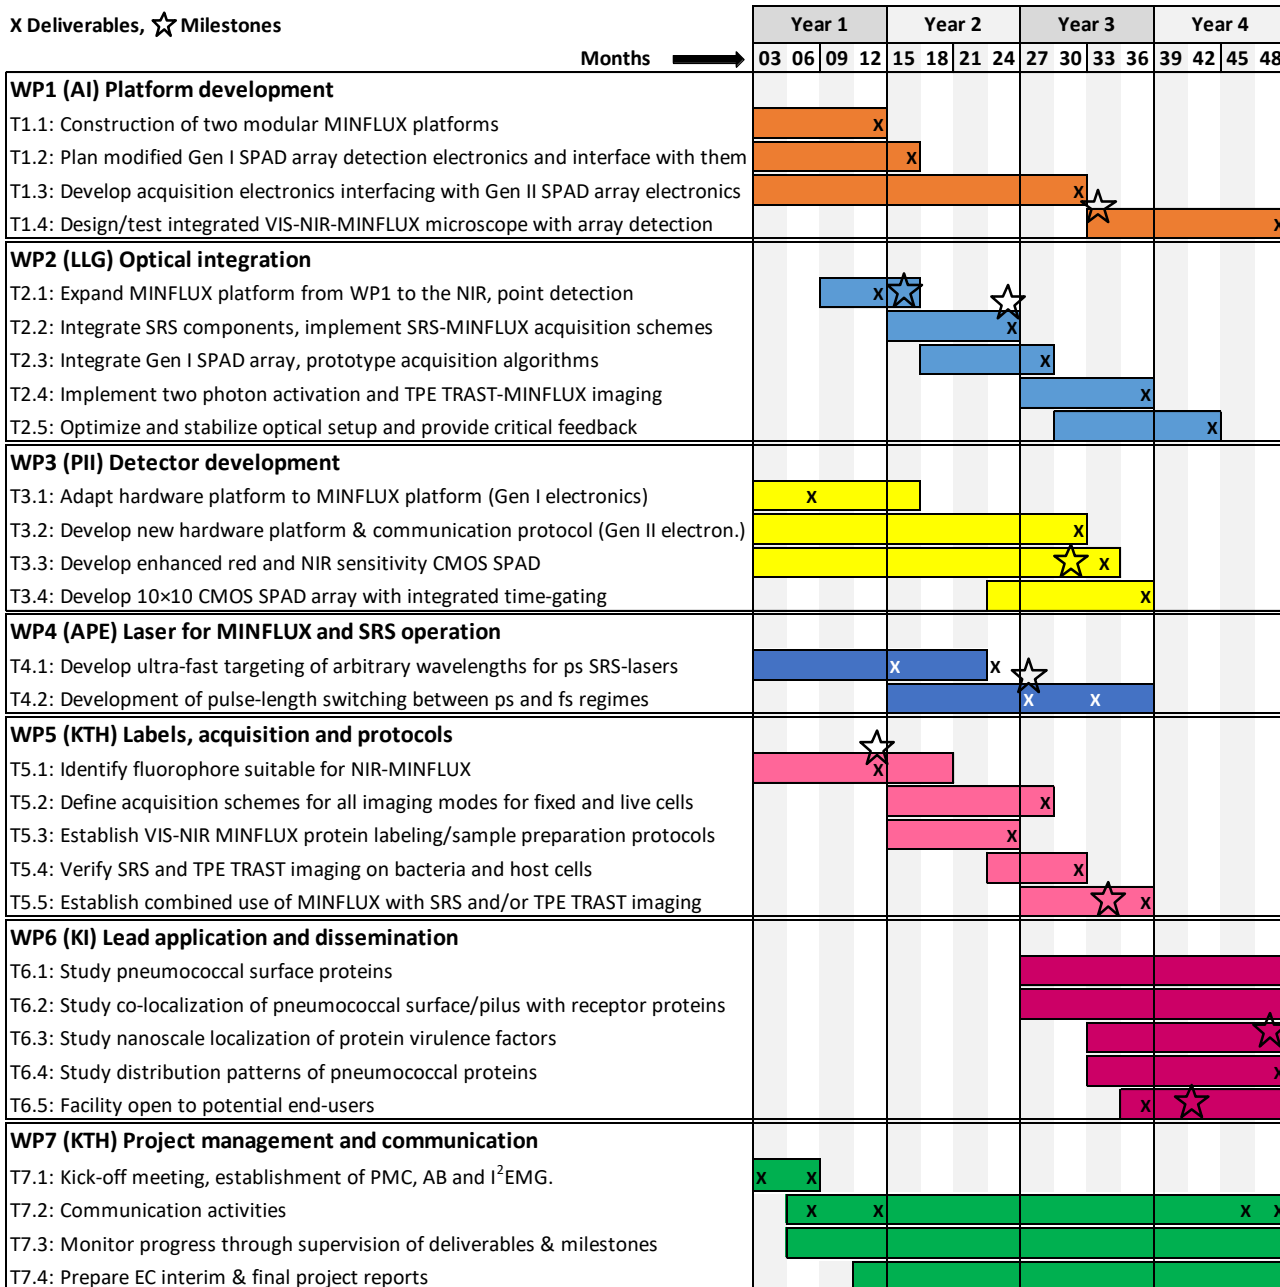 X Deliverables, Milestones
Year 1 Year 2 Year 3 Year 4
Months 03 06 09 12 15 18 21 24 27 30 33 36 39 42 45 48
WP1 (AI) Platform development
T1.1: Construction of two modular MINFLUX platforms X
T1.2: Plan modified Gen I SPAD array detection electronics and interface with them X
T1.3: Develop acquisition electronics interfacing with Gen II SPAD array electronics X
T1.4: Design/test integrated VIS-NIR-MINFLUX microscope with array detection X
WP2 (LLG) Optical integration
T2.1: Expand MINFLUX platform from WP1 to the NIR, point detection X
T2.2: Integrate SRS components, implement SRS-MINFLUX acquisition schemes X
T2.3: Integrate Gen I SPAD array, prototype acquisition algorithms X
T2.4: Implement two photon activation and TPE TRAST-MINFLUX imaging X
T2.5: Optimize and stabilize optical setup and provide critical feedback X
WP3 (PII) Detector development
T3.1: Adapt hardware platform to MINFLUX platform (Gen I electronics) X
T3.2: Develop new hardware platform & communication protocol (Gen II electron.) X
T3.3: Develop enhanced red and NIR sensitivity CMOS SPAD X
T3.4: Develop 10×10 CMOS SPAD array with integrated time-gating X
WP4 (APE) Laser for MINFLUX and SRS operation
T4.1: Develop ultra-fast targeting of arbitrary wavelengths for ps SRS-lasers X X
T4.2: Development of pulse-length switching between ps and fs regimes X X
WP5 (KTH) Labels, acquisition and protocols
T5.1: Identify fluorophore suitable for NIR-MINFLUX X
T5.2: Define acquisition schemes for all imaging modes for fixed and live cells X
T5.3: Establish VIS-NIR MINFLUX protein labeling/sample preparation protocols X
T5.4: Verify SRS and TPE TRAST imaging on bacteria and host cells X
T5.5: Establish combined use of MINFLUX with SRS and/or TPE TRAST imaging X
WP6 (KI) Lead application and dissemination
T6.1: Study pneumococcal surface proteins
T6.2: Study co-localization of pneumococcal surface/pilus with receptor proteins
T6.3: Study nanoscale localization of protein virulence factors
T6.4: Study distribution patterns of pneumococcal proteins X
T6.5: Facility open to potential end-users X
WP7 (KTH) Project management and communication
T7.1: Kick-off meeting, establishment of PMC, AB and I²EMG. X X
T7.2: Communication activities X X X X
T7.3: Monitor progress through supervision of deliverables & milestones
T7.4: Prepare EC interim & final project reports